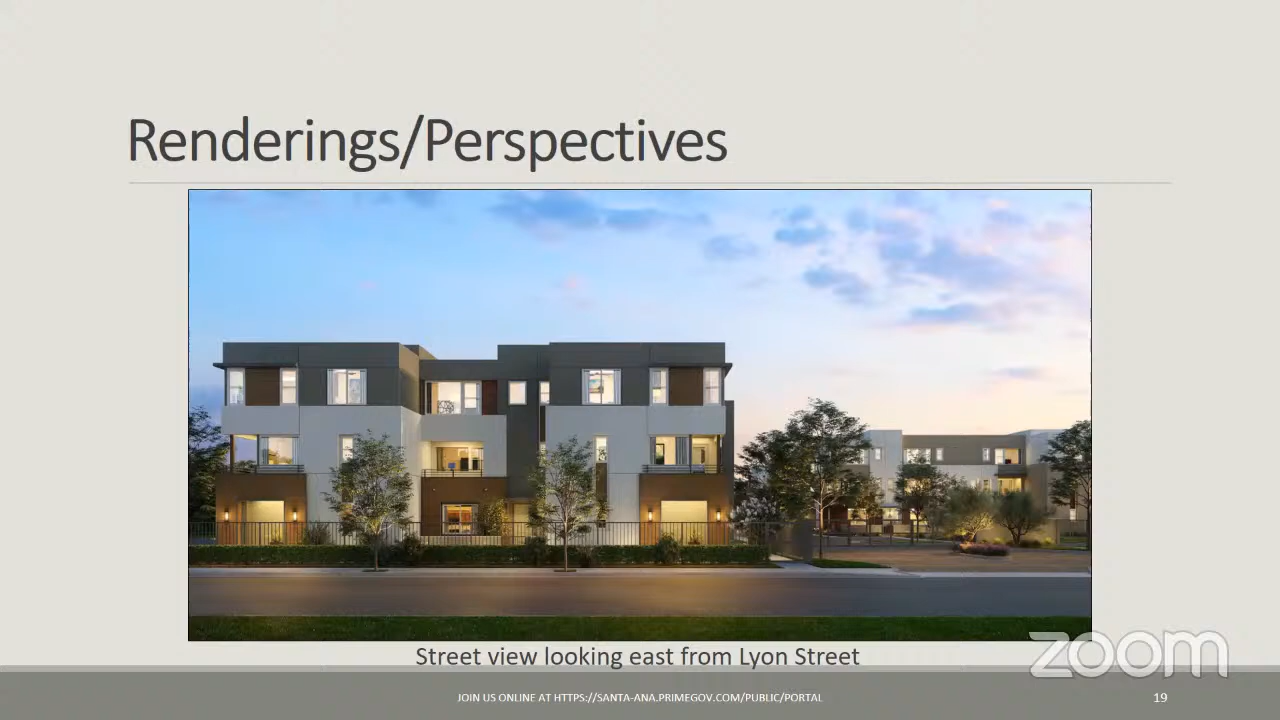 Renderings/Perspectives
Street view looking east from Lyon Street
zoom
JOIN US ONLINE AT HTTPS://SANTA-ANA.PRIMEGOV.COM/PUBLIC/PORTAL
19